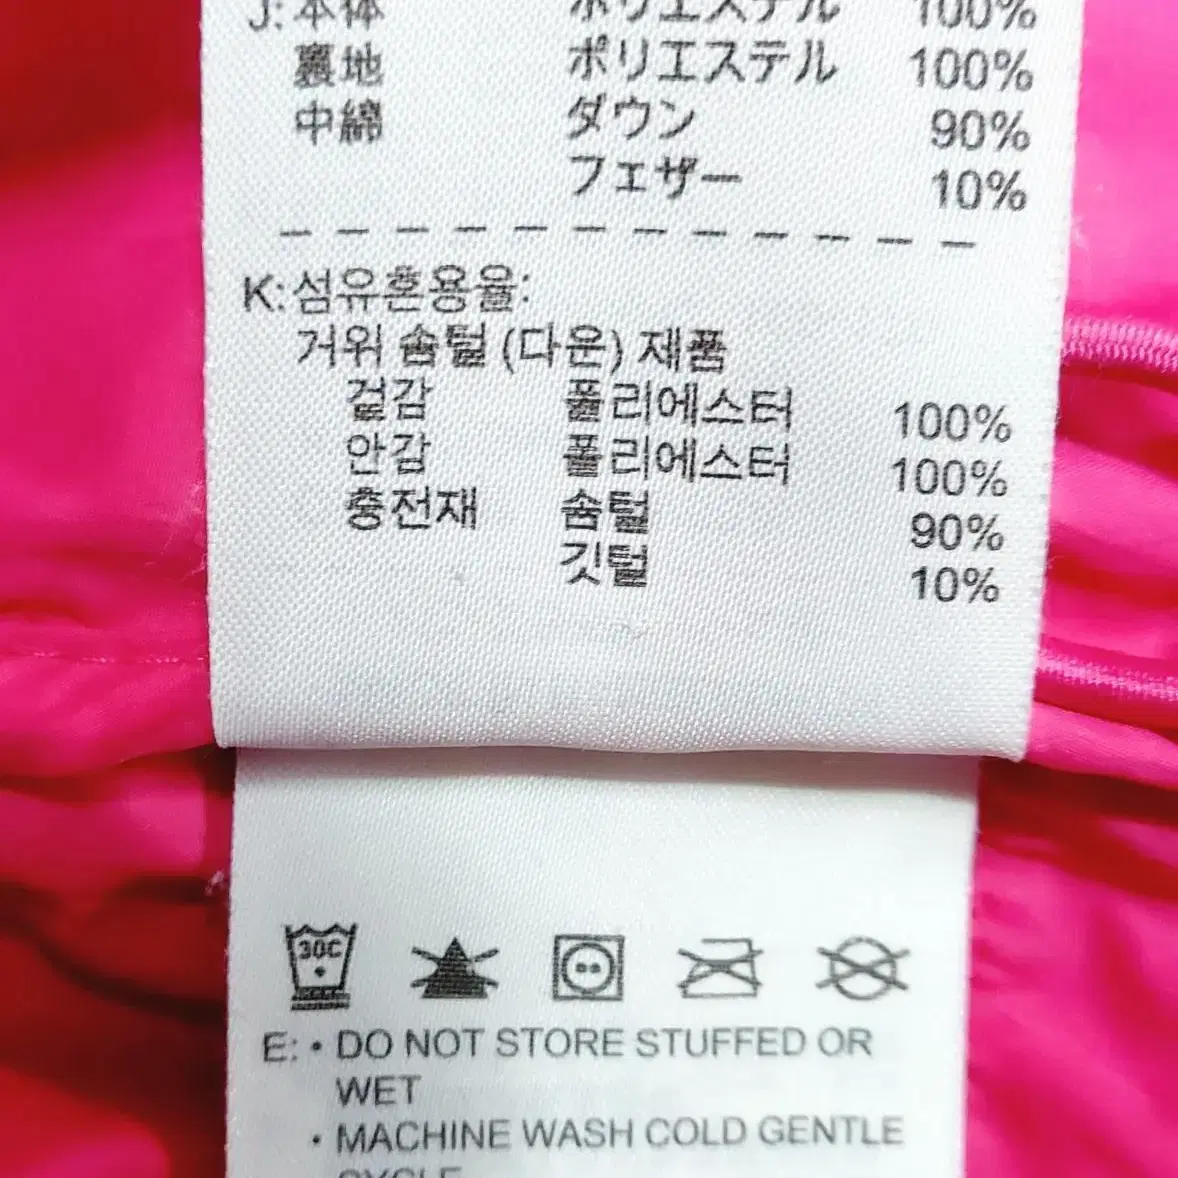 J: 本体 ポリエステル 100%
裏地 ポリエステル 100%
中綿 ダウン 90%
フェザー 10%
K: 섬유혼용율:
거위 솜털 (다운) 제품
겉감 폴리에스터 100%
안감 폴리에스터 100%
충전재 솜털 90%
깃털 10%
30C
E: • DO NOT STORE STUFFED OR
WET
• MACHINE WASH COLD GENTLE
CYCLE